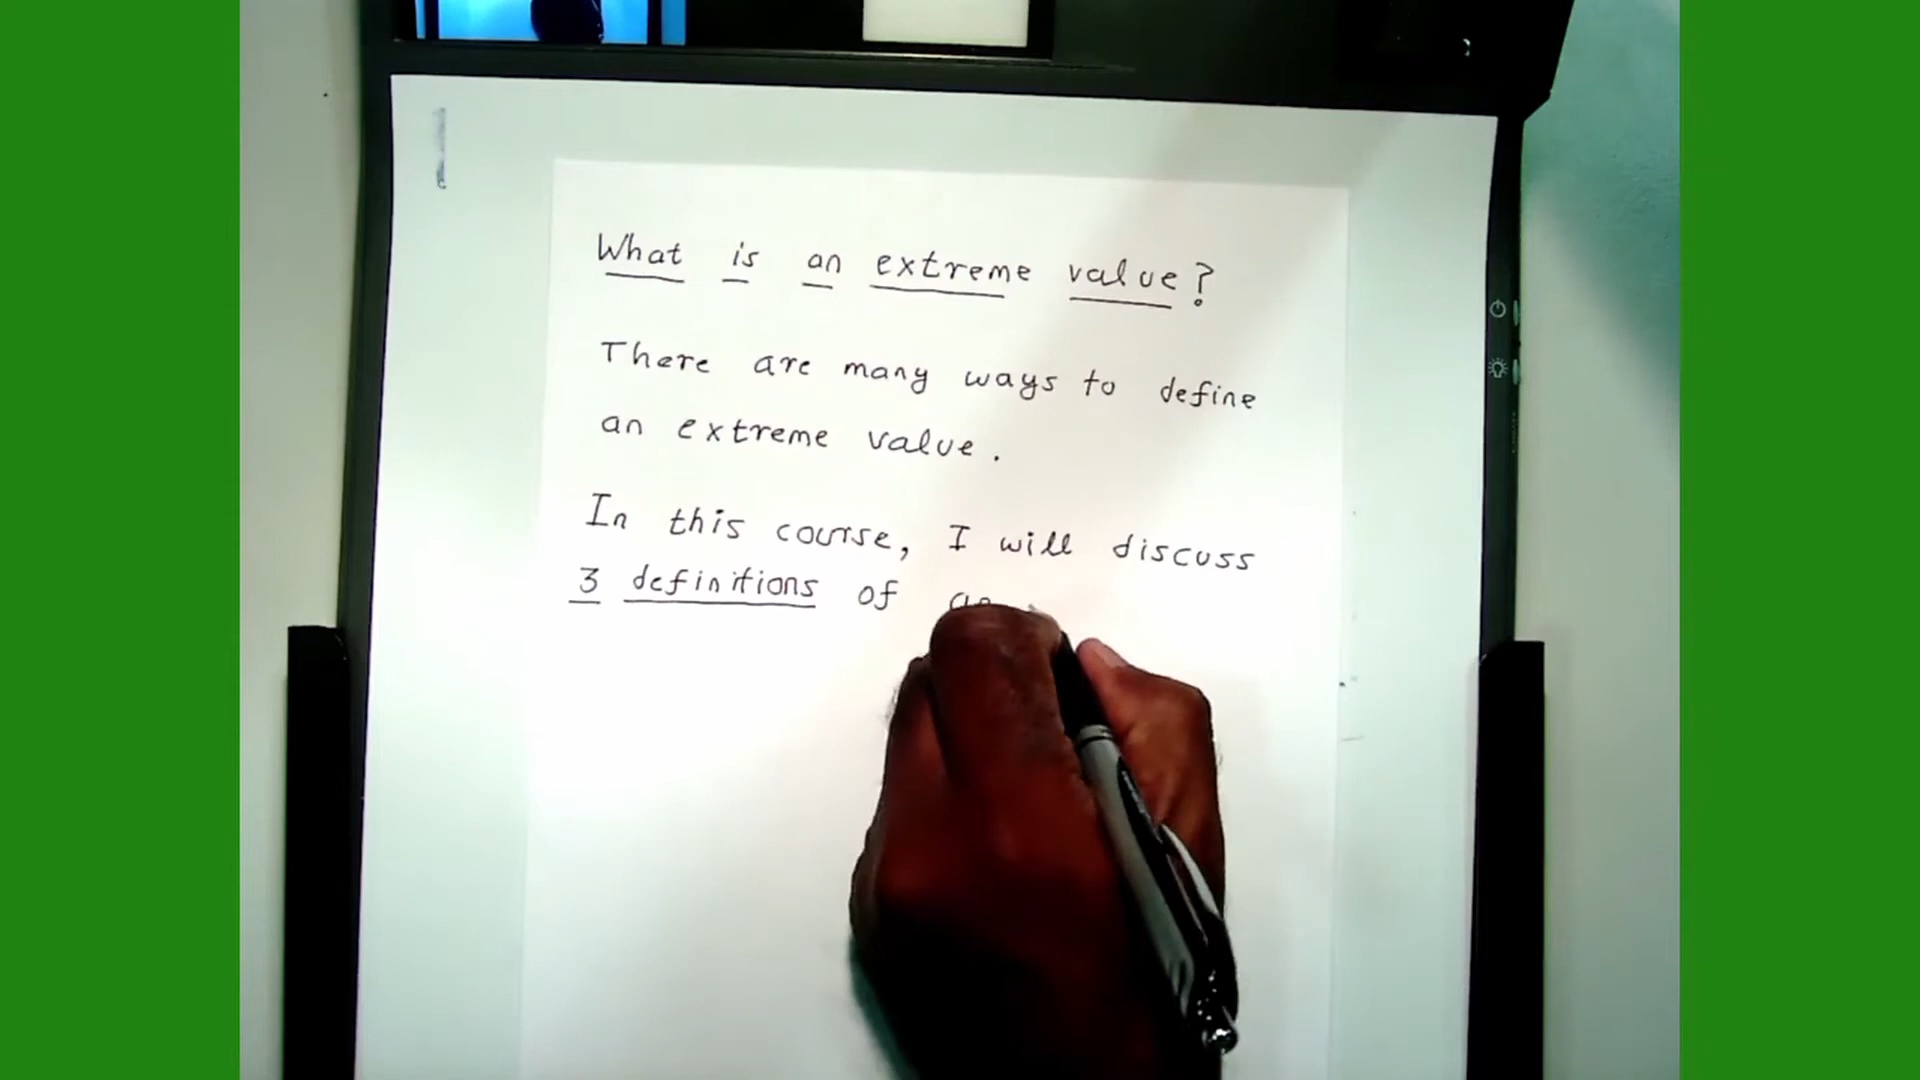 What is an extreme value?
There are many ways to define
an extreme value.
In this course, I will discuss
3 definitions of an